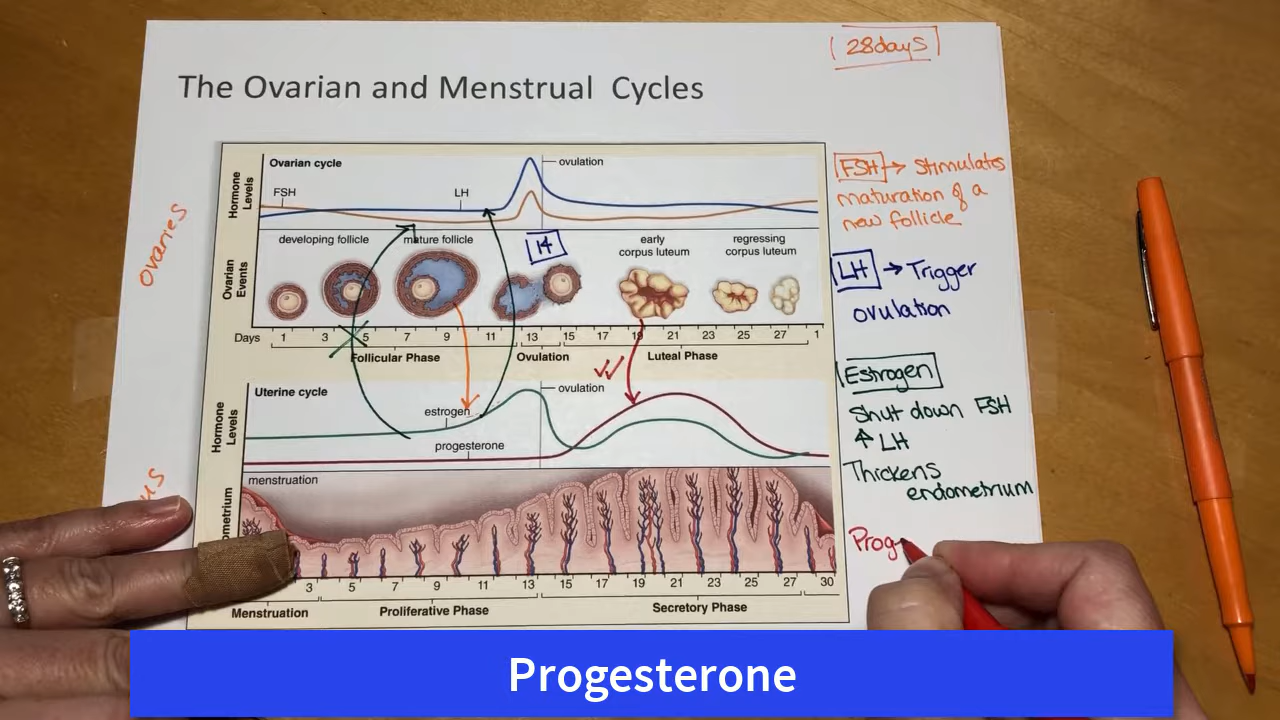 28days
The Ovarian and Menstrual Cycles
Ovarian cycle
ovulation
FSH
LH
Hormone
Levels
developing follicle
mature follicle
14
early
corpus luteum
regressing
corpus luteum
Ovarian
Events
Days 1 3 5 7 9 11 13 15 17 19 21 23 25 27 1
Follicular Phase
Ovulation
Luteal Phase
Uterine cycle
ovulation
Hormone
Levels
estrogen
progesterone
menstruation
ometrium
3 5 7 9 11 13 15 17 19 21 23 25 27 30
Menstruation
Proliferative Phase
Secretory Phase
ovaries
us
FSH → Stimulates
maturation of a
new follicle
LH → Trigger
ovulation
Estrogen
Shut down FSH
↑ LH
Thickens
endometrium
Prog
Progesterone